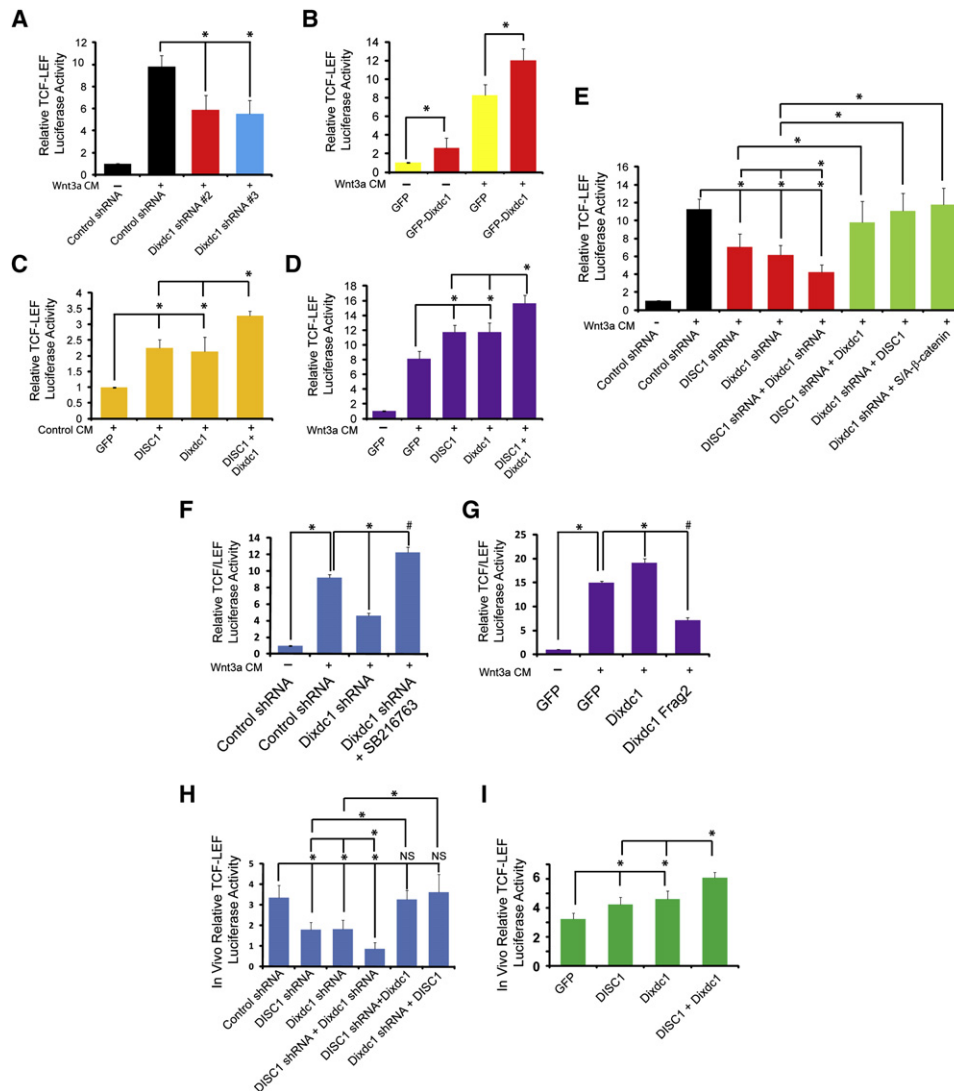 A
Relative TCF-LEF
Luciferase Activity
12
10
8
6
4
2
0
*
*
Wnt3a CM
–
+
+
+
Control shRNA
Control shRNA
Dixdc1 shRNA #2
Dixdc1 shRNA #3
B
Relative TCF-LEF
Luciferase Activity
14
12
10
8
6
4
2
0
*
*
Wnt3a CM
–
–
+
+
GFP
GFP-Dixdc1
GFP
GFP-Dixdc1
C
Relative TCF-LEF
Luciferase Activity
4
3.5
3
2.5
2
1.5
1
0.5
0
*
*
*
Control CM
+
+
+
+
GFP
DISC1
Dixdc1
DISC1 +
Dixdc1
D
Relative TCF-LEF
Luciferase Activity
16
14
12
10
8
6
4
2
0
*
*
*
Wnt3a CM
–
+
+
+
+
GFP
GFP
DISC1
Dixdc1
DISC1 +
Dixdc1
E
Relative TCF-LEF
Luciferase Activity
14
12
10
8
6
4
2
0
*
*
*
*
*
*
*
*
Wnt3a CM
–
+
+
+
+
+
+
+
Control shRNA
Control shRNA
DISC1 shRNA
Dixdc1 shRNA
DISC1 shRNA + Dixdc1 shRNA
DISC1 shRNA + Dixdc1
Dixdc1 shRNA + DISC1
Dixdc1 shRNA + S/A-β-catenin
F
Relative TCF/LEF
Luciferase Activity
14
12
10
8
6
4
2
0
*
*
#
Wnt3a CM
–
+
+
+
Control shRNA
Control shRNA
Dixdc1 shRNA
Dixdc1 shRNA
+ SB216763
G
Relative TCF/LEF
Luciferase Activity
25
20
15
10
5
0
*
*
#
Wnt3a CM
–
+
+
+
GFP
GFP
Dixdc1
Dixdc1 Frag2
H
In Vivo Relative TCF-LEF
Luciferase Activity
5
4
3
2
1
0
*
*
*
*
*
*
NS
NS
Control shRNA
DISC1 shRNA
Dixdc1 shRNA
DISC1 shRNA + Dixdc1 shRNA
DISC1 shRNA+Dixdc1
Dixdc1 shRNA + DISC1
I
In Vivo Relative TCF-LEF
Luciferase Activity
6
4
2
0
*
*
*
GFP
DISC1
Dixdc1
DISC1 + Dixdc1